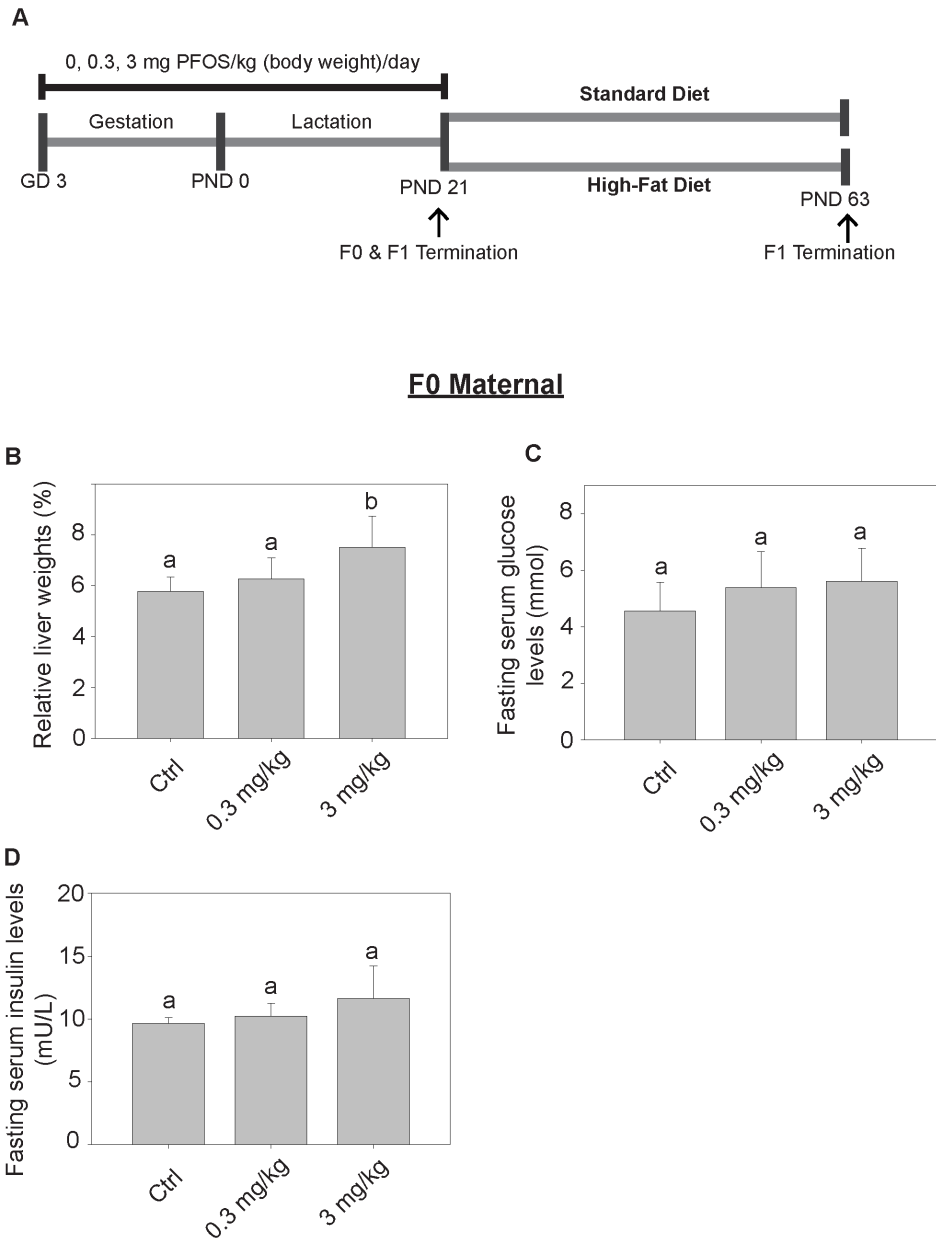 A
0, 0.3, 3 mg PFOS/kg (body weight)/day
Standard Diet
Gestation
Lactation
GD 3
PND 0
PND 21
High-Fat Diet
PND 63
F0 & F1 Termination
F1 Termination
F0 Maternal
B
Relative liver weights (%)
8
6
4
2
0
a
a
b
Ctrl
0.3 mg/kg
3 mg/kg
C
Fasting serum glucose
levels (mmol)
8
6
4
2
0
a
a
a
Ctrl
0.3 mg/kg
3 mg/kg
D
Fasting serum insulin levels
(mU/L)
20
15
10
5
0
a
a
a
Ctrl
0.3 mg/kg
3 mg/kg